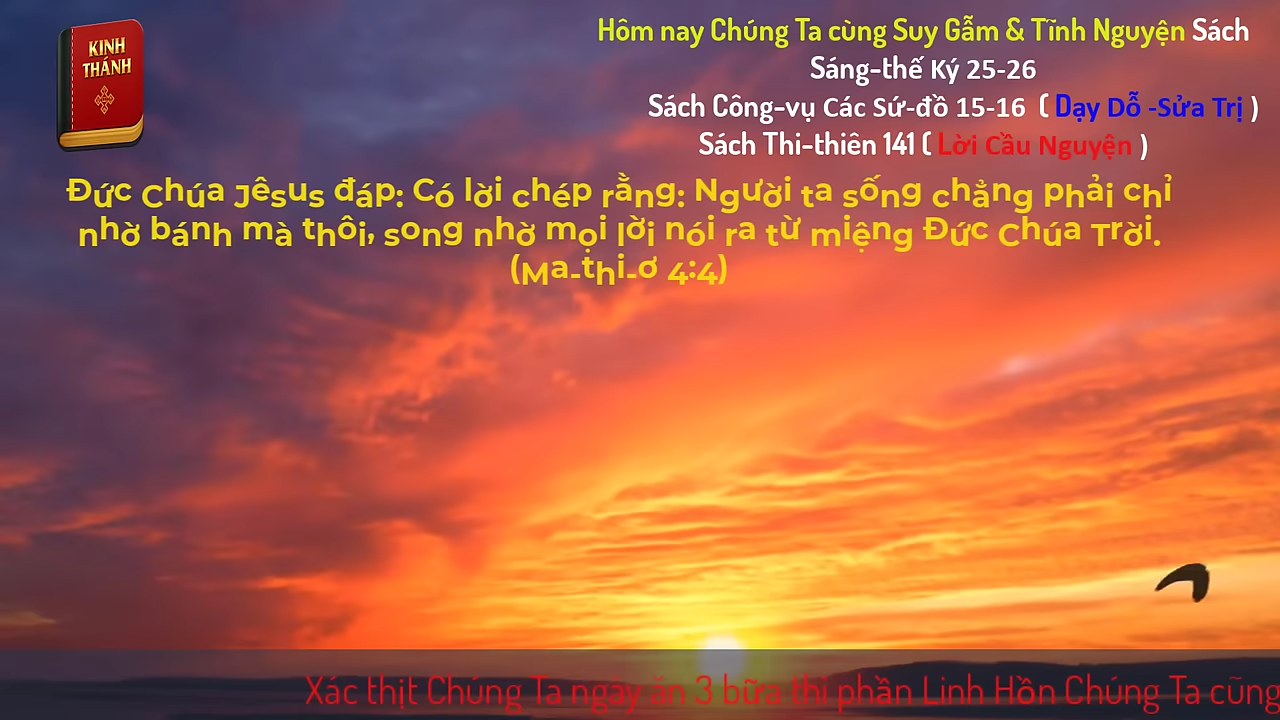 KINH
THÁNH
Hôm nay Chúng Ta cùng Suy Gẫm & Tĩnh Nguyện Sách
Sáng-thế Ký 25-26
Sách Công-vụ Các Sứ-đồ 15-16 ( Dạy Dỗ -Sửa Trị )
Sách Thi-thiên 141 ( Lời Cầu Nguyện )
Đức Chúa Jêsus đáp: Có lời chép rằng: Người ta sống chẳng phải chỉ
nhờ bánh mà thôi, song nhờ mọi lời nói ra từ miệng Đức Chúa Trời.
(Ma-thi-ơ 4:4)
Xác thịt Chúng Ta ngày ăn 3 bữa thì phần Linh Hồn Chúng Ta cũng